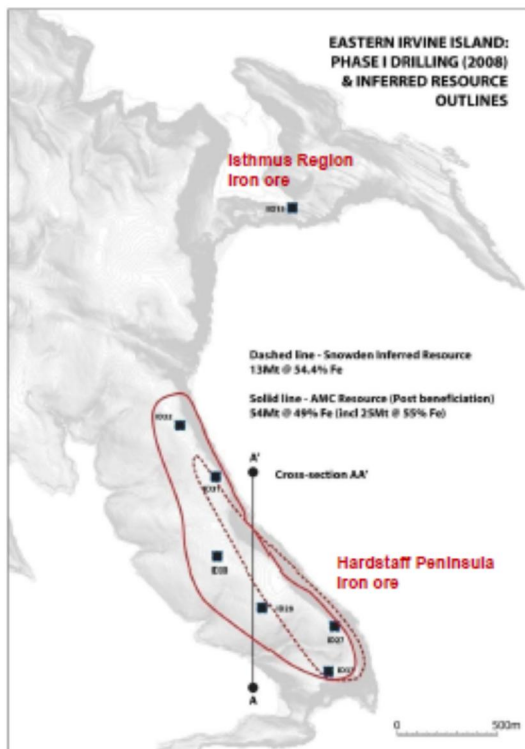 EASTERN IRVINE ISLAND:
PHASE I DRILLING (2008)
& INFERRED RESOURCE
OUTLINES
Isthmus Region
Iron ore
Dashed line - Snowden Inferred Resource
13Mt @ 54.4% Fe
Solid line - AMC Resource (Post beneficiation)
54Mt @ 49% Fe (incl 25Mt @ 55% Fe)
A'
Cross-section AA'
Hardstaff Peninsula
Iron ore
A
0 500m